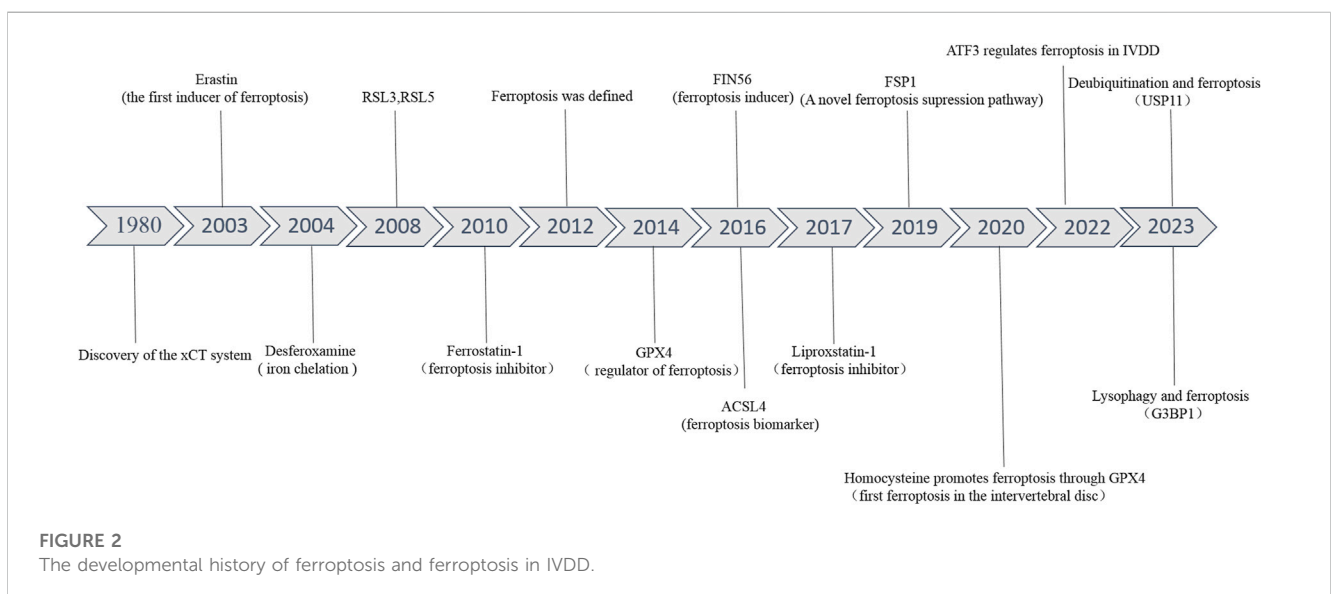 ATF3 regulates ferroptosis in IVDD
Erastin
(the first inducer of ferroptosis)
RSL3,RSL5
Ferroptosis was defined
FIN56
(ferroptosis inducer)
FSP1
(A novel ferroptosis supression pathway)
Deubiquitination and ferroptosis
（USP11）
1980
2003
2004
2008
2010
2012
2014
2016
2017
2019
2020
2022
2023
Discovery of the xCT system
Desferoxamine
( iron chelation )
Ferrostatin-1
（ferroptosis inhibitor）
GPX4
（ regulator of ferroptosis）
Liproxstatin-1
（ferroptosis inhibitor）
ACSL4
(ferroptosis biomarker)
Lysophagy and ferroptosis
（G3BP1）
Homocysteine promotes ferroptosis through GPX4
（first ferroptosis in the intervertebral disc）
FIGURE 2
The developmental history of ferroptosis and ferroptosis in IVDD.